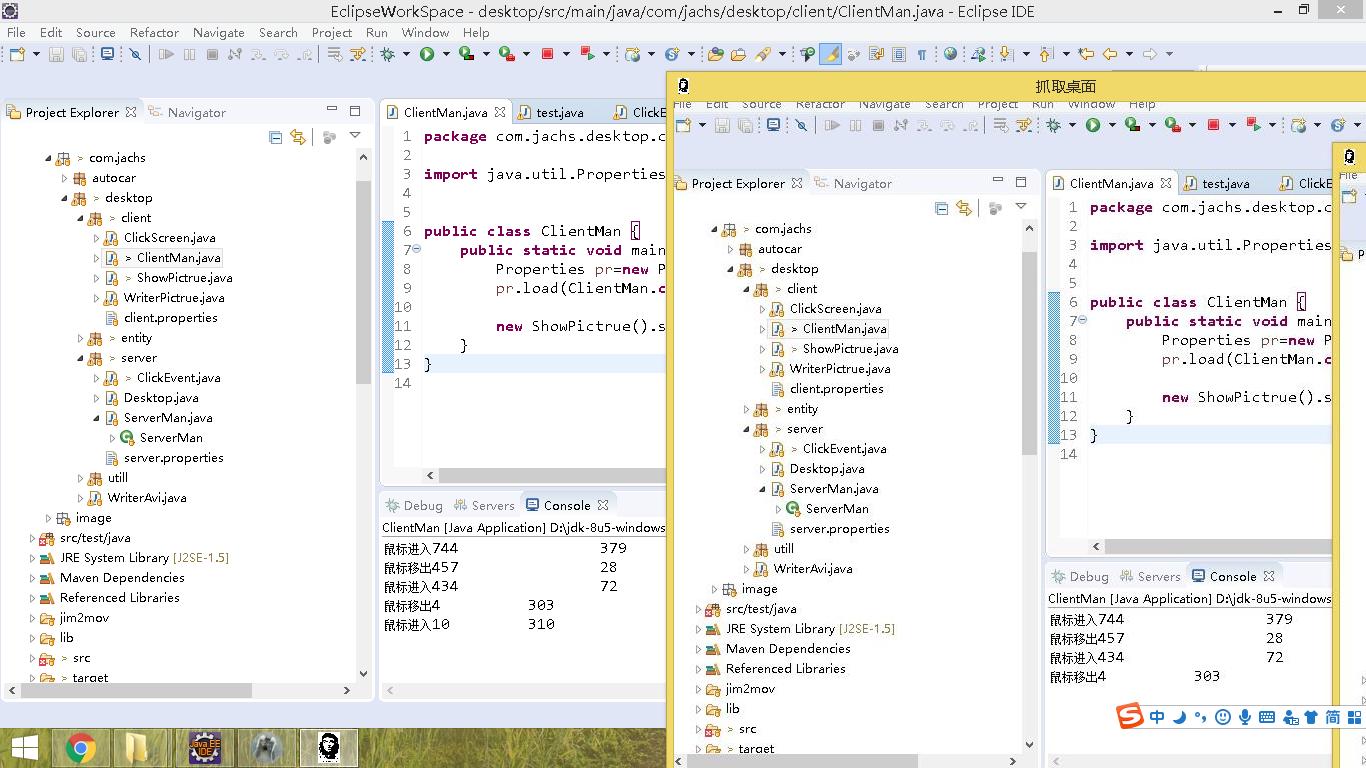 EclipseWorkSpace - desktop/src/main/java/com/jachs/desktop/client/ClientMan.java - Eclipse IDE
File Edit Source Refactor Navigate Search Project Run Window Help
Project Explorer Navigator
> com.jachs
autocar
> desktop
> client
ClickScreen.java
> ClientMan.java
> ShowPictrue.java
WriterPictrue.java
client.properties
> entity
> server
> ClickEvent.java
Desktop.java
ServerMan.java
ServerMan
server.properties
utill
WriterAvi.java
image
src/test/java
JRE System Library [J2SE-1.5]
Maven Dependencies
Referenced Libraries
jim2mov
lib
> src
> target
ClientMan.java test.java ClickE
1 package com.jachs.desktop.c
2
3 import java.util.Properties
4
5
6 public class ClientMan {
7 public static void main
8 Properties pr=new P
9 pr.load(ClientMan.c
10
11 new ShowPictrue().s
12 }
13 }
14
Debug Servers Console
ClientMan [Java Application] D:\jdk-8u5-windows
鼠标进入744 379
鼠标移出457 28
鼠标进入434 72
鼠标移出4 303
鼠标进入10 310
抓取桌面
File Edit Source Refactor Navigate Search Project Run Window Help
Project Explorer Navigator
> com.jachs
autocar
> desktop
> client
ClickScreen.java
> ClientMan.java
> ShowPictrue.java
WriterPictrue.java
client.properties
> entity
> server
> ClickEvent.java
Desktop.java
ServerMan.java
ServerMan
server.properties
utill
WriterAvi.java
image
src/test/java
JRE System Library [J2SE-1.5]
Maven Dependencies
Referenced Libraries
jim2mov
lib
> src
> target
ClientMan.java test.java ClickE
1 package com.jachs.desktop.c
2
3 import java.util.Properties
4
5
6 public class ClientMan {
7 public static void main
8 Properties pr=new P
9 pr.load(ClientMan.c
10
11 new ShowPictrue().s
12 }
13 }
14
Debug Servers Console
ClientMan [Java Application] D:\jdk-8u5-windows
鼠标进入744 379
鼠标移出457 28
鼠标进入434 72
鼠标移出4 303
File
P
S 中 简
Java EE
IDE